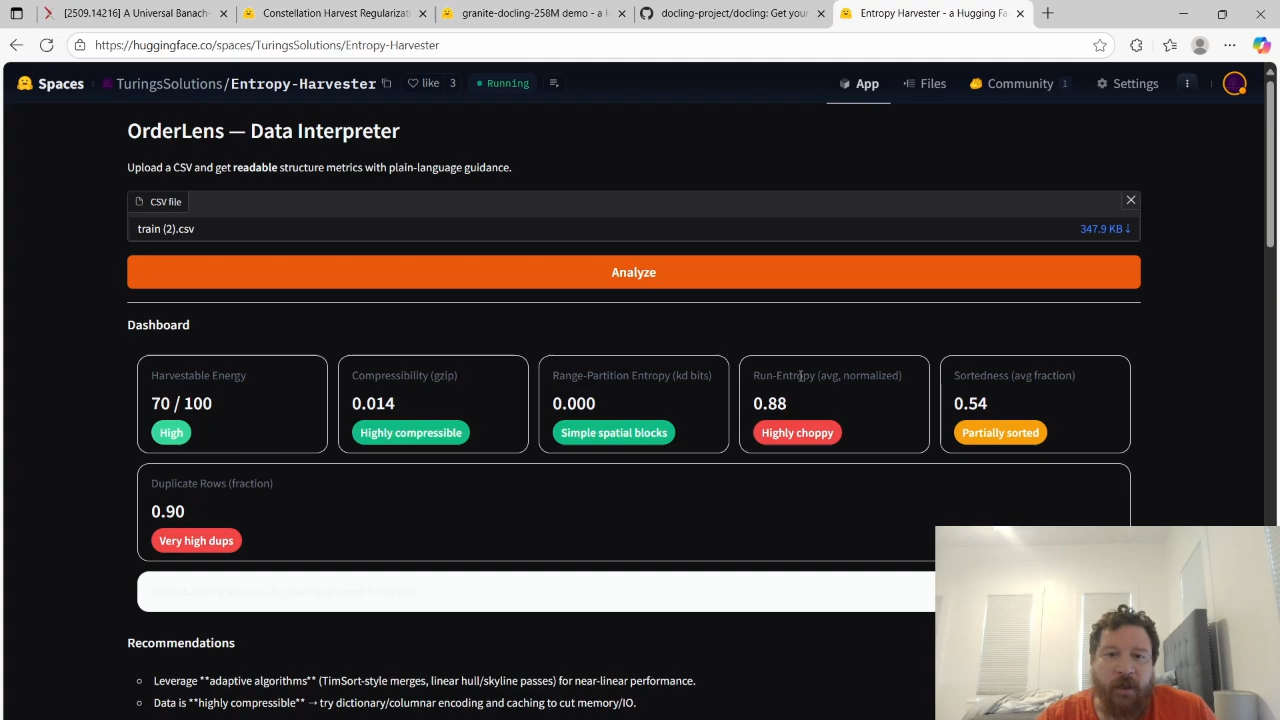 [2509.14216] A Universal Banach-
Constellation Harvest Regularizati
granite-docling-258M demo - a H
docling-project/docling: Get your
Entropy Harvester - a Hugging Fa
https://huggingface.co/spaces/TuringsSolutions/Entropy-Harvester
Spaces
TuringsSolutions/Entropy-Harvester
like 3
Running
App
Files
Community 1
Settings
OrderLens — Data Interpreter
Upload a CSV and get readable structure metrics with plain-language guidance.
CSV file
train (2).csv
347.9 KB ↓
Analyze
Dashboard
Harvestable Energy
70 / 100
High
Compressibility (gzip)
0.014
Highly compressible
Range-Partition Entropy (kd bits)
0.000
Simple spatial blocks
Run-Entropy (avg, normalized)
0.88
Highly choppy
Sortedness (avg fraction)
0.54
Partially sorted
Duplicate Rows (fraction)
0.90
Very high dups
Recommendations
Leverage **adaptive algorithms** (TimSort-style merges, linear hull/skyline passes) for near-linear performance.
Data is **highly compressible** → try dictionary/columnar encoding and caching to cut memory/IO.